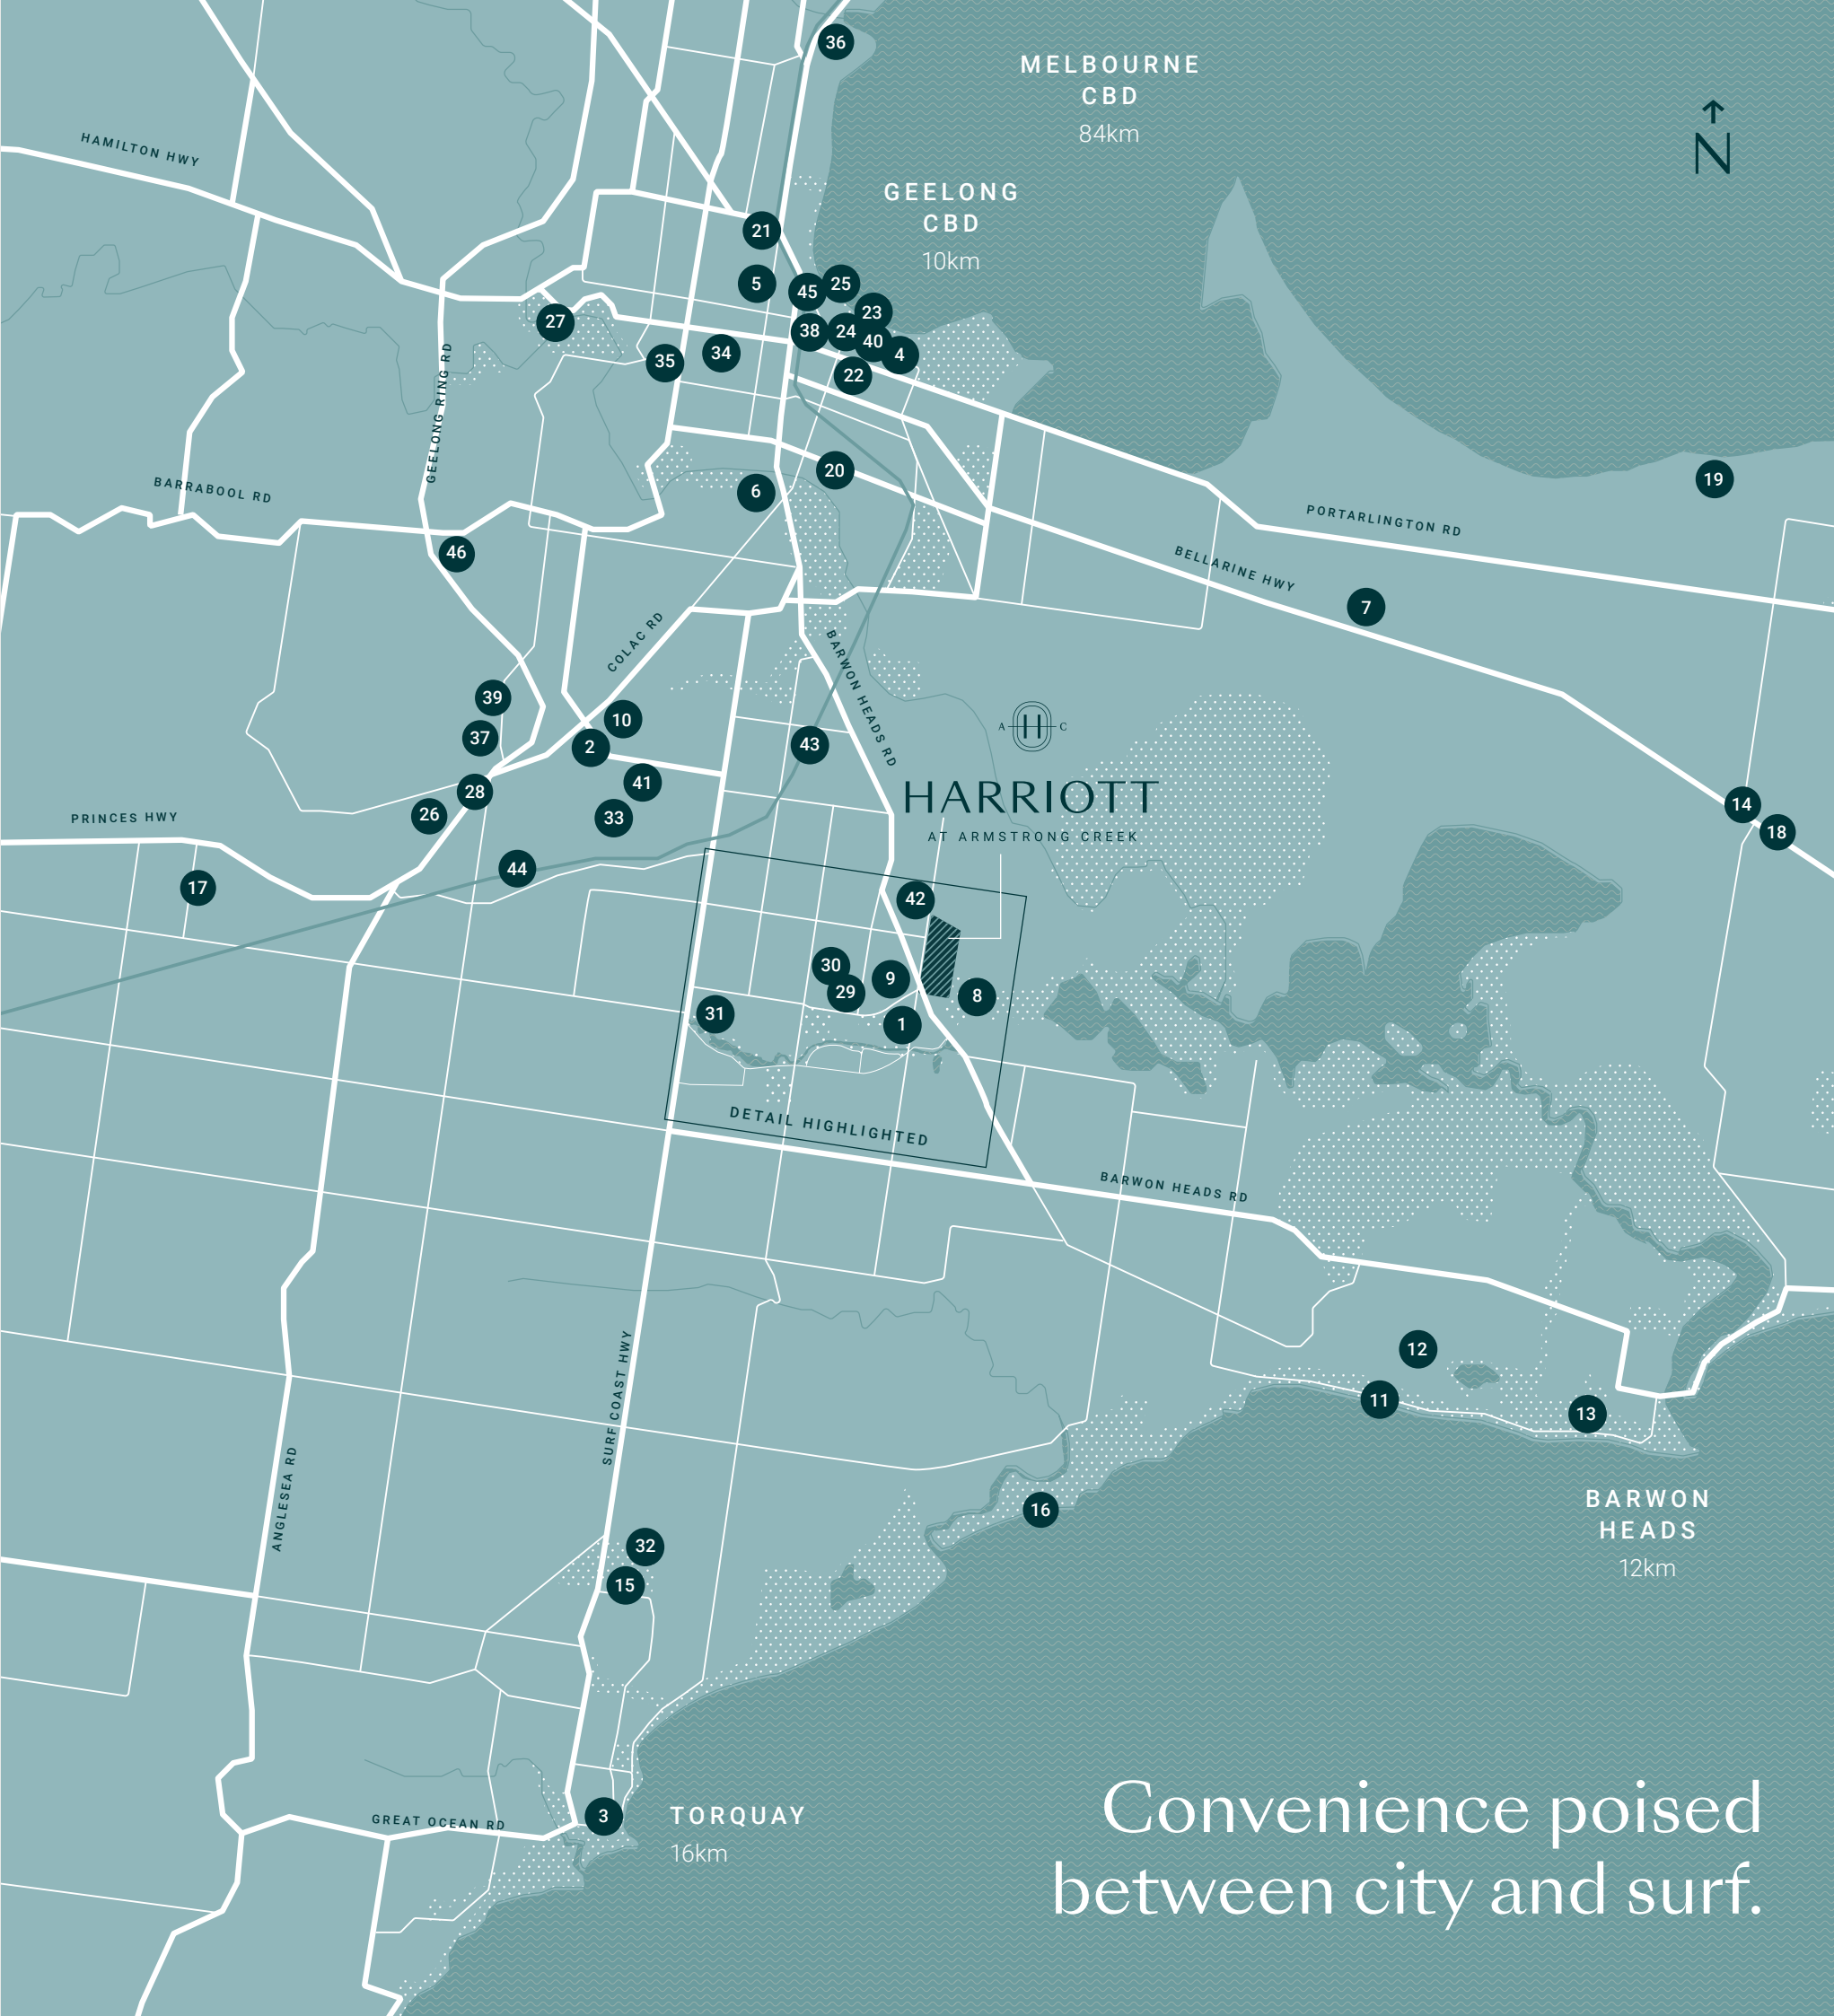 36
MELBOURNE
CBD
84km
N
HAMILTON HWY
GEELONG
CBD
10km
21
5
45
25
23
27
38
24
40
4
35
34
22
GEELONG RING RD
BARRABOOL RD
20
6
19
PORTARLINGTON RD
BELLARINE HWY
46
7
COLAC RD
BARWON HEADS RD
39
10
37
2
43
A H C
HARRIOTT
AT ARMSTRONG CREEK
41
28
26
33
PRINCES HWY
14
18
44
17
42
30
29
9
8
31
1
DETAIL HIGHLIGHTED
BARWON HEADS RD
12
11
13
SURF COAST HWY
ANGLESEA RD
BARWON
HEADS
12km
16
32
15
GREAT OCEAN RD
3
TORQUAY
16km
Convenience poised
between city and surf.